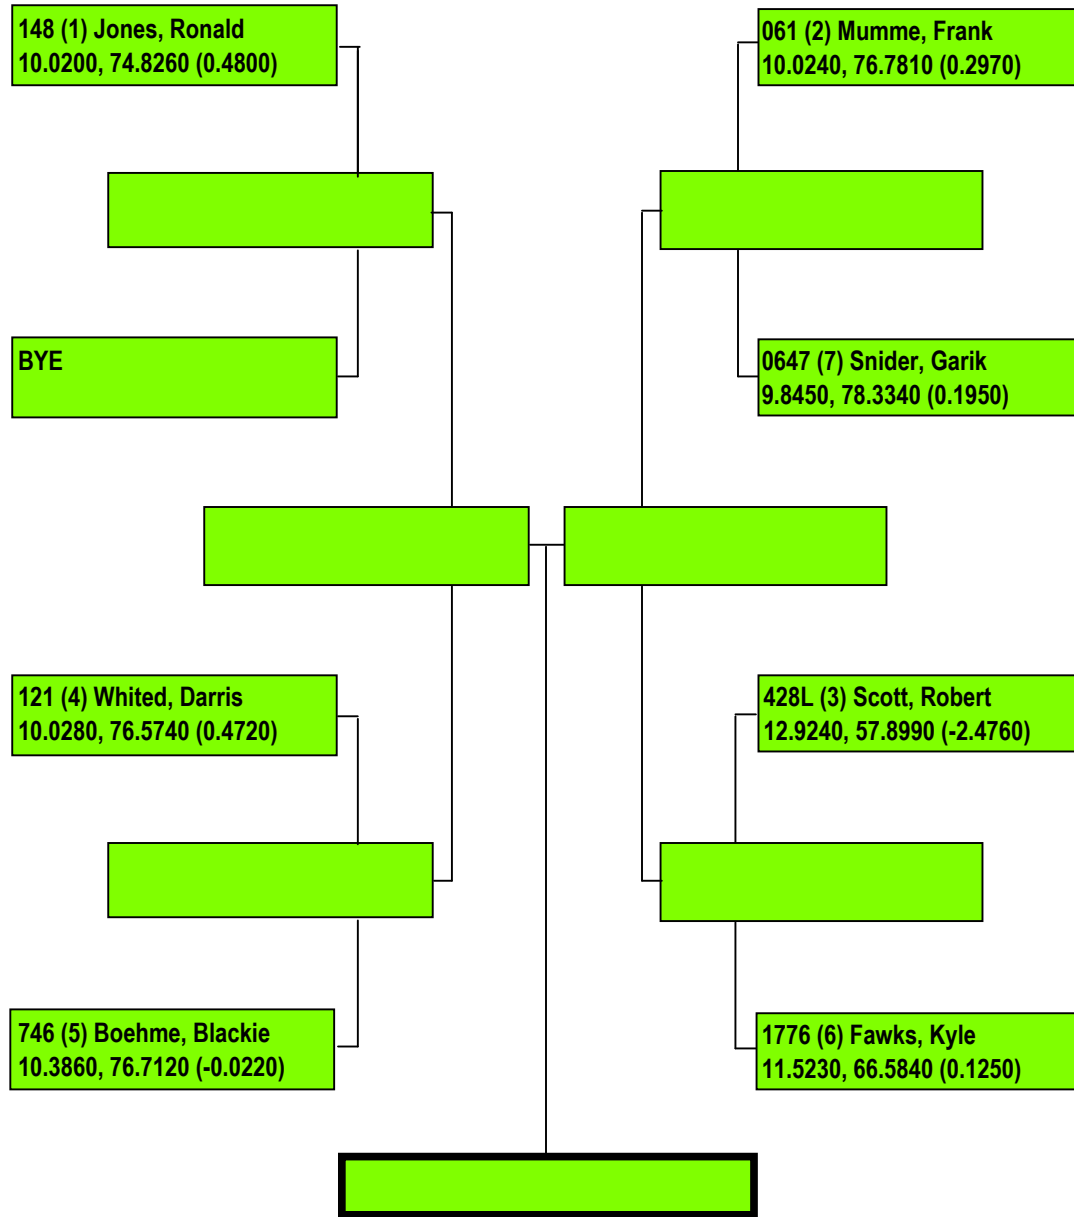 148 (1) Jones, Ronald
10.0200, 74.8260 (0.4800)
061 (2) Mumme, Frank
10.0240, 76.7810 (0.2970)
BYE
0647 (7) Snider, Garik
9.8450, 78.3340 (0.1950)
121 (4) Whited, Darris
10.0280, 76.5740 (0.4720)
428L (3) Scott, Robert
12.9240, 57.8990 (-2.4760)
746 (5) Boehme, Blackie
10.3860, 76.7120 (-0.0220)
1776 (6) Fawks, Kyle
11.5230, 66.5840 (0.1250)